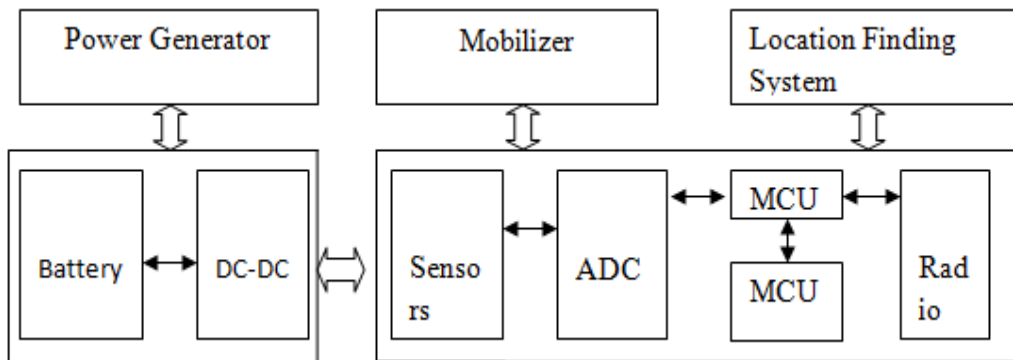 Power Generator
Mobilizer
Location Finding
System
Battery
DC-DC
Senso
rs
ADC
MCU
MCU
Rad
io